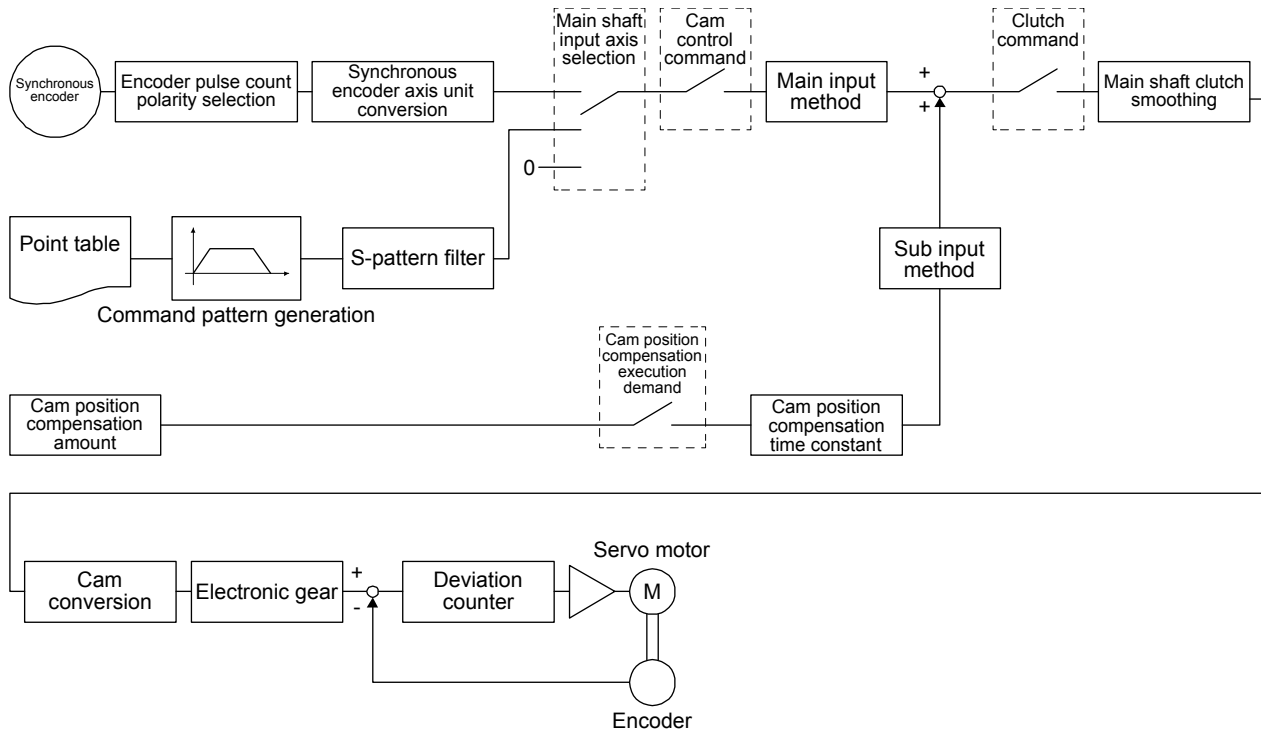 Main shaft
input axis
selection
Cam
control
command
Clutch
command
Synchronous
encoder
Encoder pulse count
polarity selection
Synchronous
encoder axis unit
conversion
Main input
method
+
+
Main shaft clutch
smoothing
0
Point table
S-pattern filter
Sub input
method
Command pattern generation
Cam position
compensation
execution
demand
Cam position
compensation
amount
Cam position
compensation
time constant
Servo motor
Cam
conversion
Electronic gear
+
-
Deviation
counter
M
Encoder